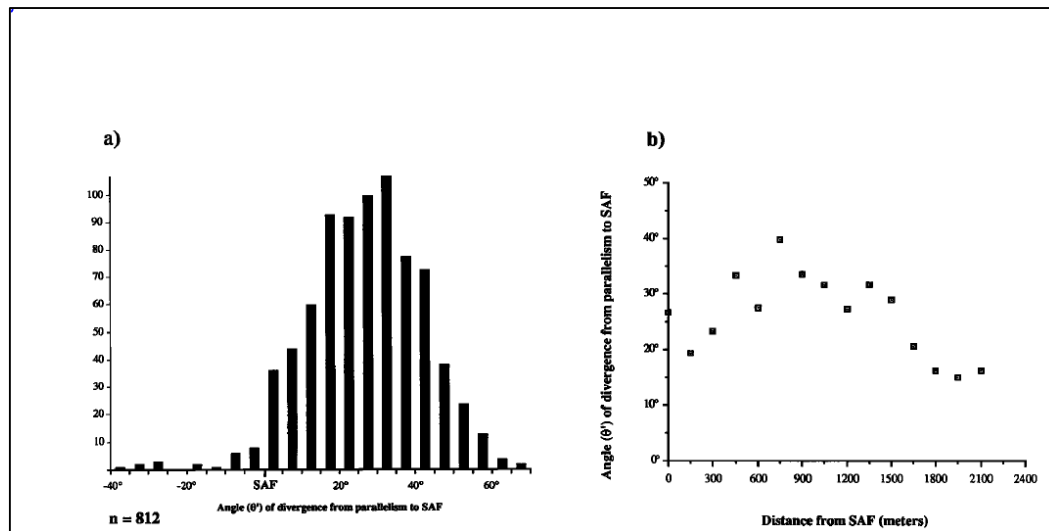 a)
100
90
80
70
60
50
40
30
20
10
-40° -20° SAF 20° 40° 60°
Angle (θ') of divergence from parallelism to SAF
n = 812
b)
Angle (θ') of divergence from parallelism to SAF
50°
40°
30°
20°
10°
0°
0 300 600 900 1200 1500 1800 2100 2400
Distance from SAF (meters)